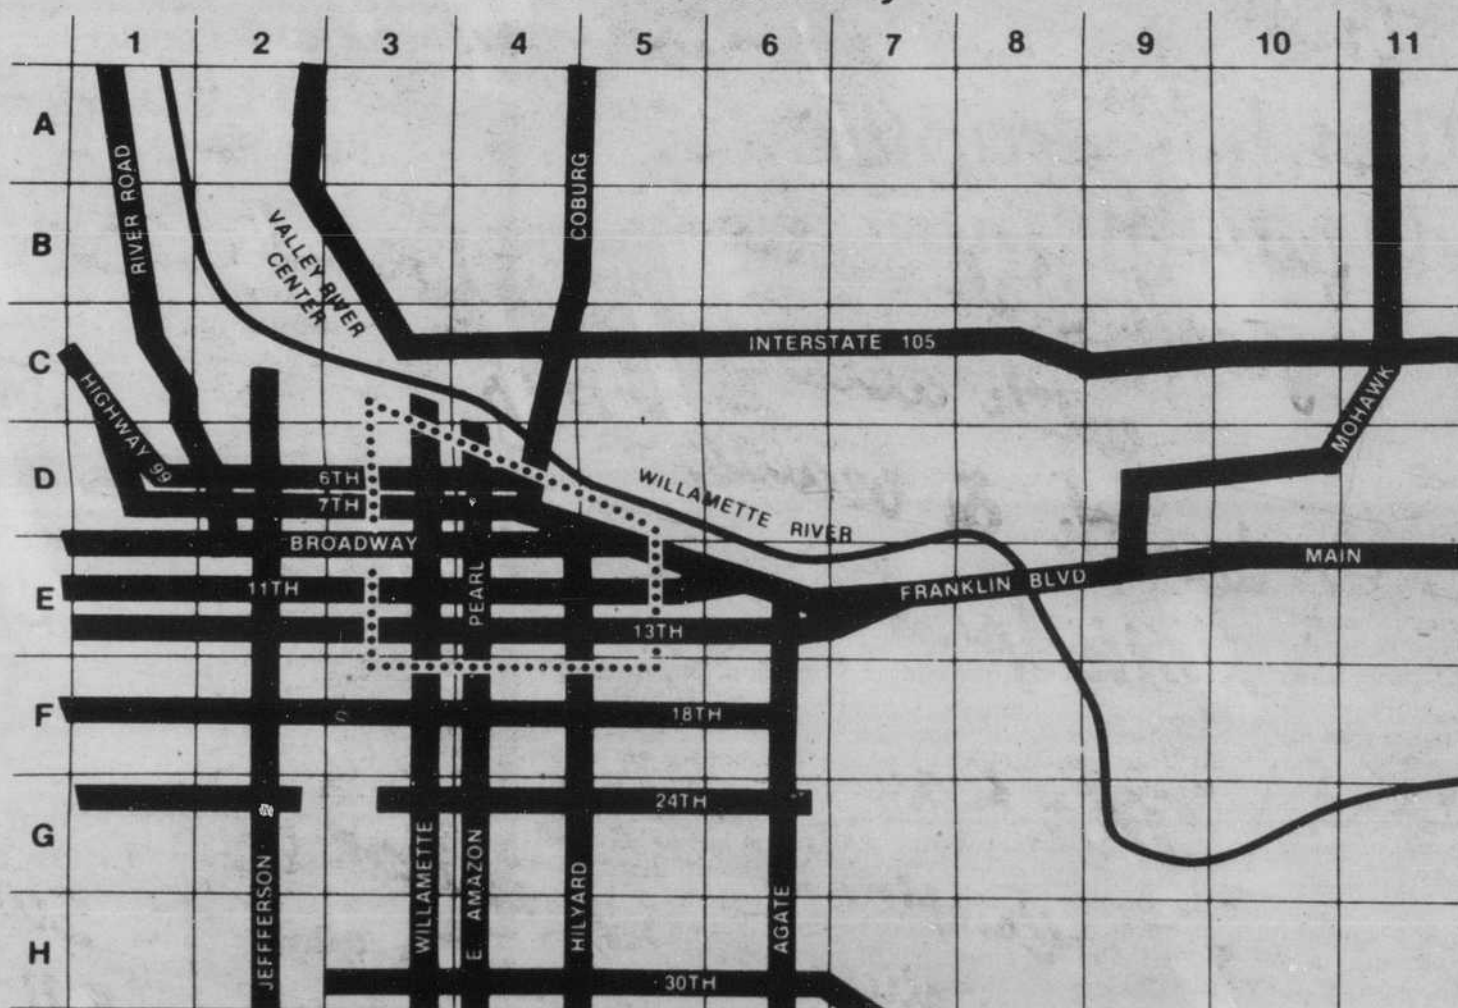 1 2 3 4 5 6 7 8 9 10 11
A
RIVER ROAD
COBURG
B
VALLEY RIVER
CENTER
INTERSTATE 105
C
HIGHWAY 99
MOHAWK
D
6TH
7TH
WILLAMETTE RIVER
BROADWAY
MAIN
11TH
PEARL
FRANKLIN BLVD
E
13TH
F
18TH
24TH
G
JEFFFERSON
WILLAMETTE
E. AMAZON
HILYARD
AGATE
H
30TH